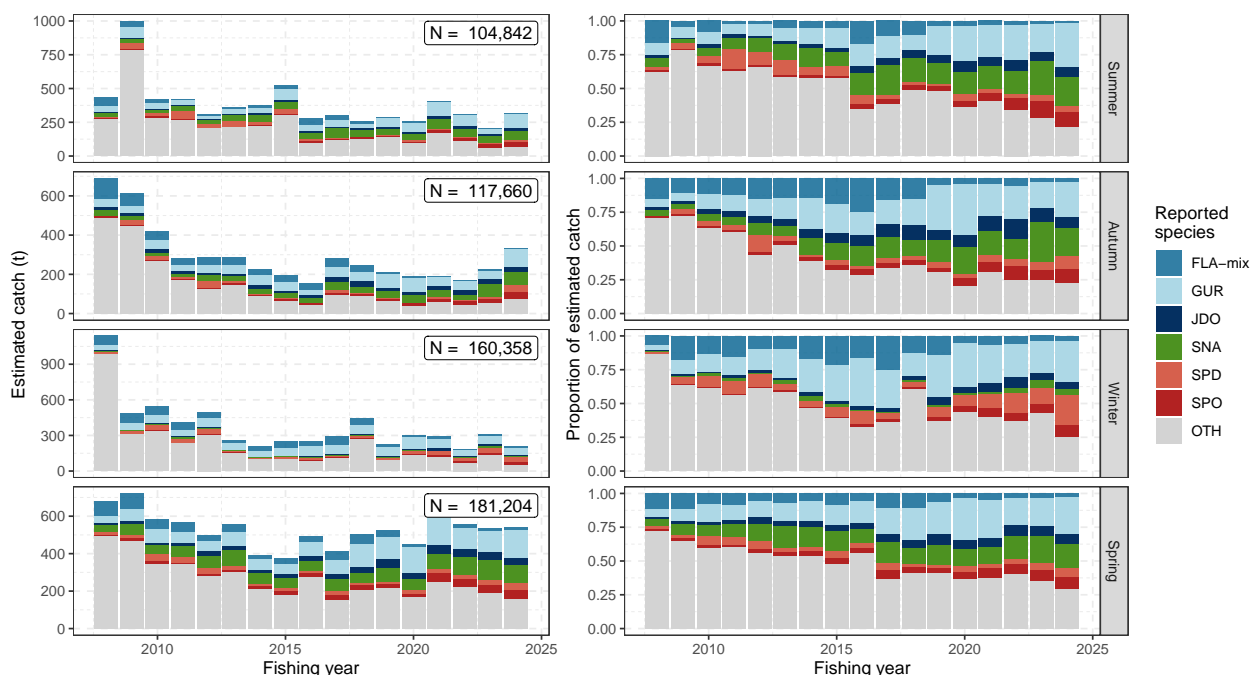 Estimated catch (t)
1000
750
500
250
0
N = 104,842
600
400
200
0
N = 117,660
900
600
300
0
N = 160,358
600
400
200
0
N = 181,204
2010
2015
2020
2025
Fishing year
Proportion of estimated catch
1.00
0.75
0.50
0.25
0.00
Summer
1.00
0.75
0.50
0.25
0.00
Autumn
1.00
0.75
0.50
0.25
0.00
Winter
1.00
0.75
0.50
0.25
0.00
Spring
2010
2015
2020
2025
Fishing year
Reported
species
FLA−mix
GUR
JDO
SNA
SPD
SPO
OTH